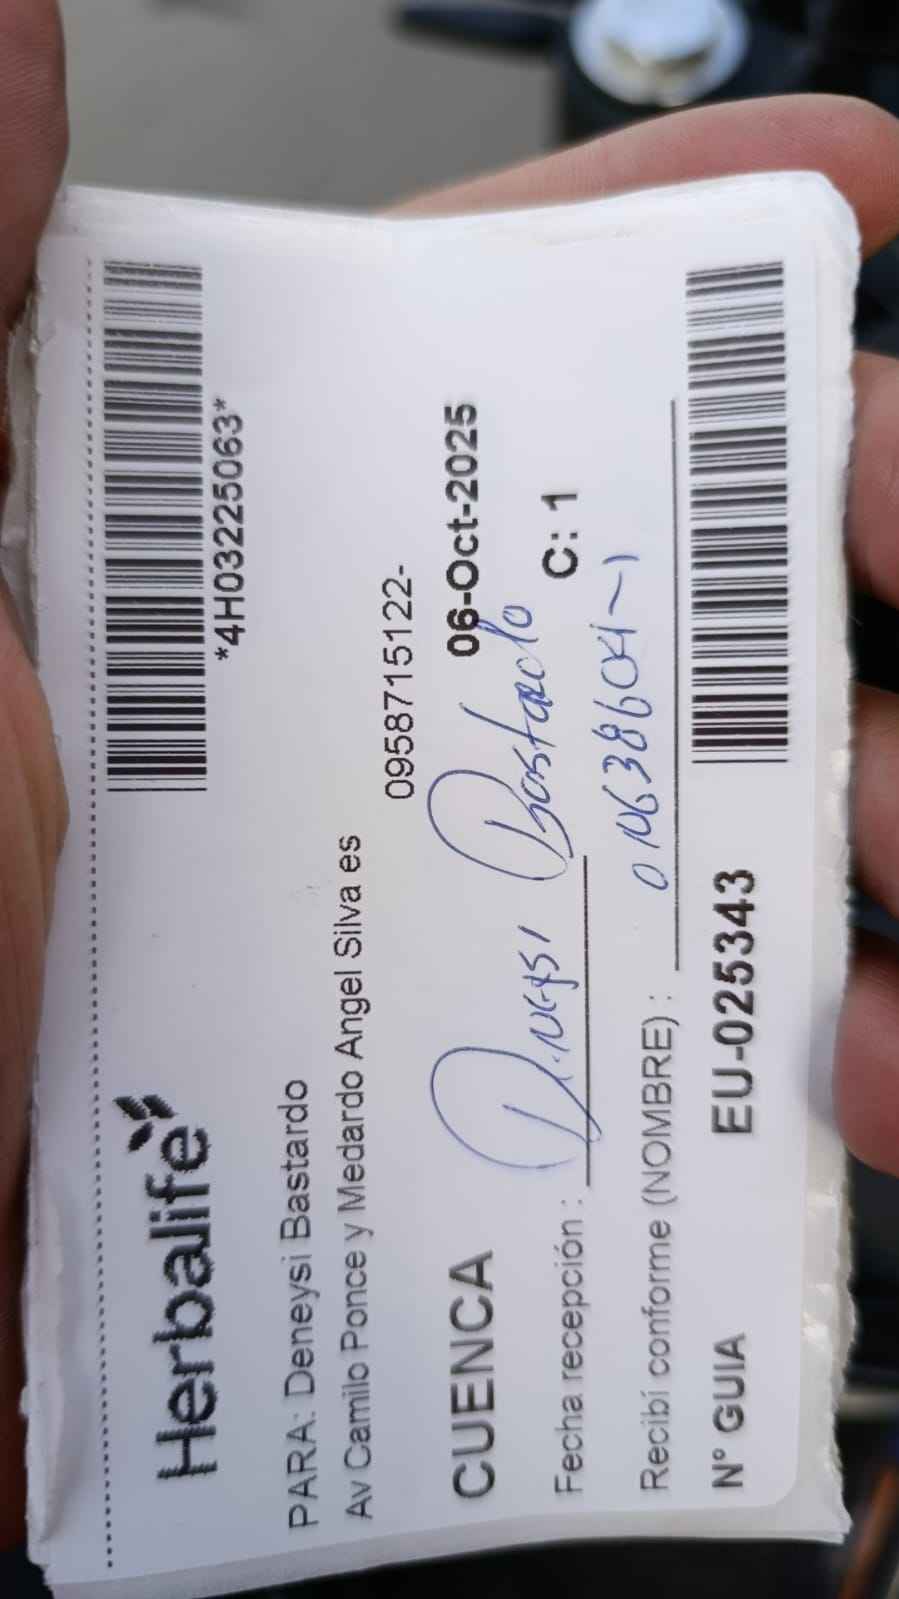 Herbalife
*4H03225063*
PARA: Deneysi Bastardo
Av Camilo Ponce y Medardo Angel Silva es
0958715122-
CUENCA 06-Oct-2025
Fecha recepción : Deneysi Bastardo C: 1
Recibí conforme (NOMBRE) :
N° GUIA EU-025343